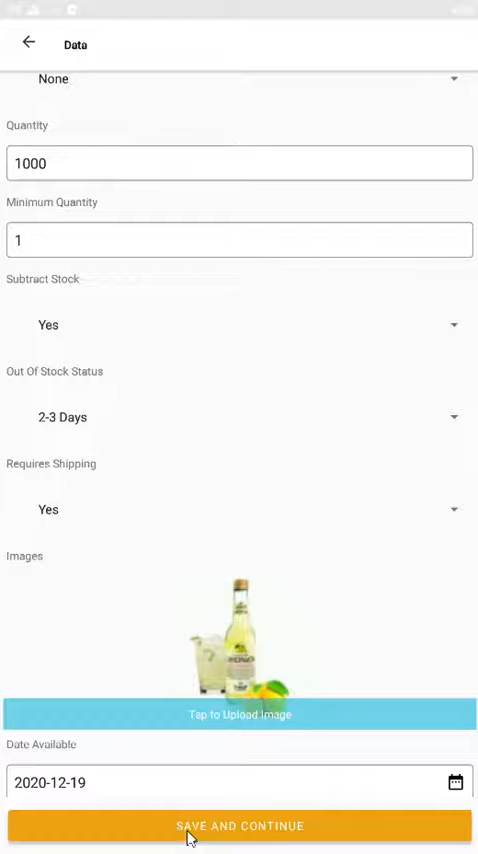 Data
None
Quantity
1000
Minimum Quantity
1
Subtract Stock
Yes
Out Of Stock Status
2-3 Days
Requires Shipping
Yes
Images
Tap to Upload Image
Date Available
2020-12-19
SAVE AND CONTINUE